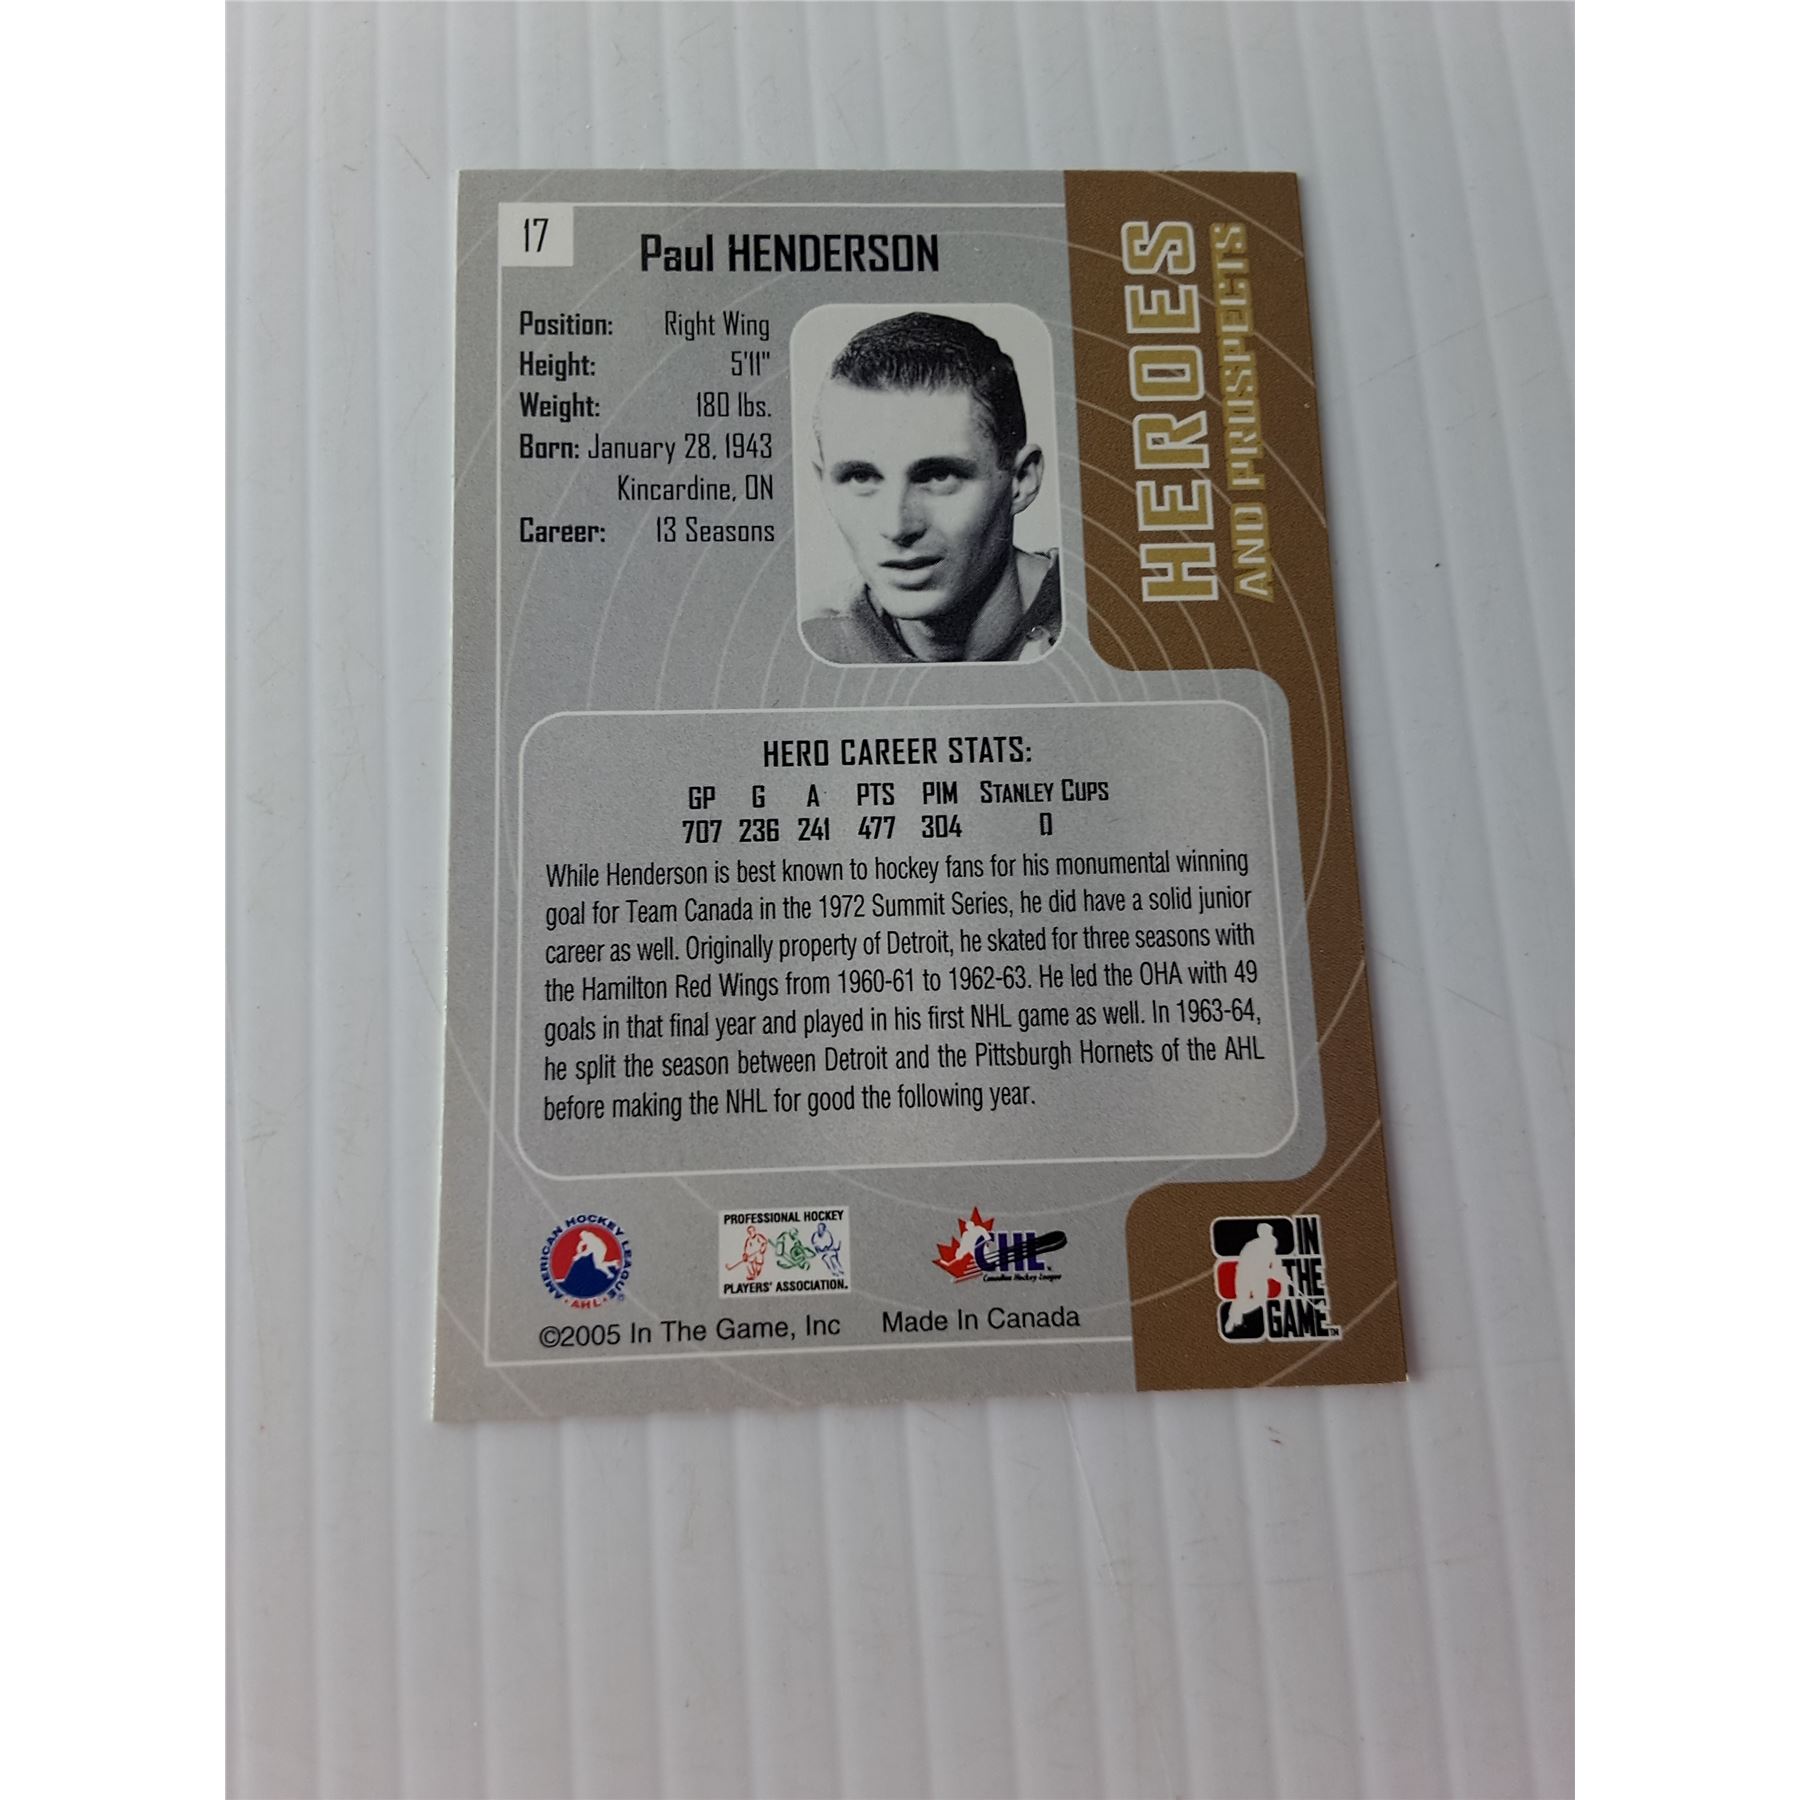 17
Paul HENDERSON
Position: Right Wing
Height: 5'11"
Weight: 180 lbs.
Born: January 28, 1943
Kincardine, ON
Career: 13 Seasons
HEROES
AND PROSPECTS
HERO CAREER STATS:
GP G A PTS PIM STANLEY CUPS
707 236 241 477 304 0
While Henderson is best known to hockey fans for his monumental winning
goal for Team Canada in the 1972 Summit Series, he did have a solid junior
career as well. Originally property of Detroit, he skated for three seasons with
the Hamilton Red Wings from 1960-61 to 1962-63. He led the OHA with 49
goals in that final year and played in his first NHL game as well. In 1963-64,
he split the season between Detroit and the Pittsburgh Hornets of the AHL
before making the NHL for good the following year.
AMERICAN HOCKEY LEAGUE
AHL
PROFESSIONAL HOCKEY
PLAYERS' ASSOCIATION.
CHL
Canadian Hockey League
IN
THE
GAME™
©2005 In The Game, Inc Made In Canada